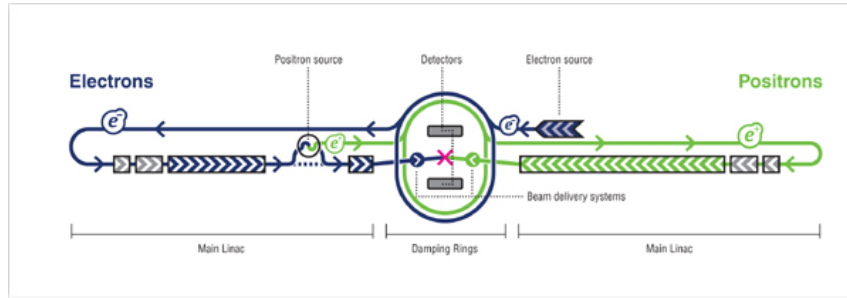 Positron source
Detectors
Electron source
Electrons
Positrons
e⁻
e⁻
e⁺
e⁺
Beam delivery systems
Main Linac
Damping Rings
Main Linac